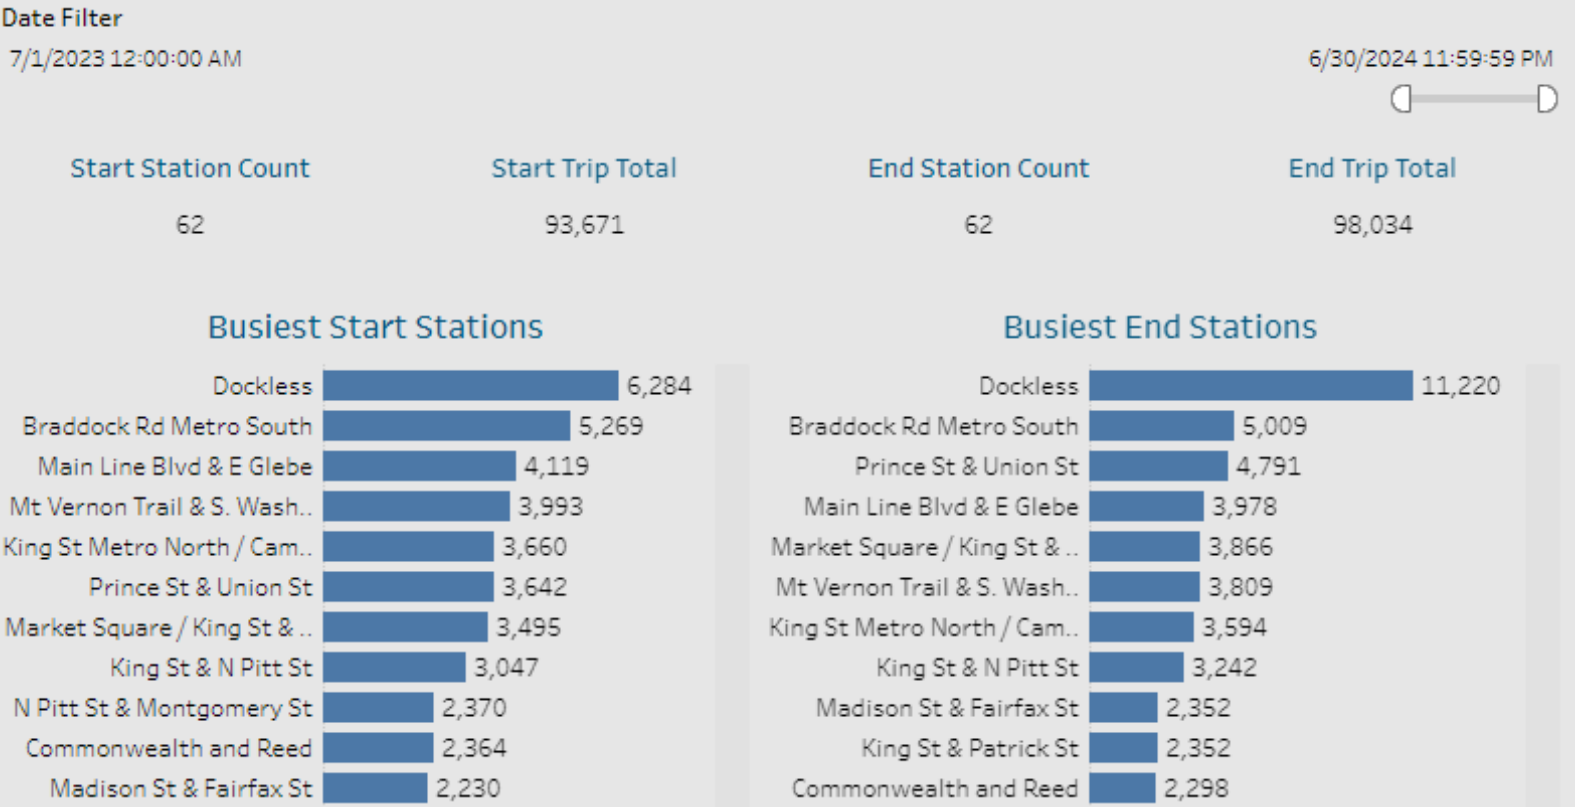 Date Filter
7/1/2023 12:00:00 AM
6/30/2024 11:59:59 PM
Start Station Count
Start Trip Total
End Station Count
End Trip Total
62
93,671
62
98,034
Busiest Start Stations
Dockless 6,284
Braddock Rd Metro South 5,269
Main Line Blvd & E Glebe 4,119
Mt Vernon Trail & S. Wash.. 3,993
King St Metro North / Cam.. 3,660
Prince St & Union St 3,642
Market Square / King St & .. 3,495
King St & N Pitt St 3,047
N Pitt St & Montgomery St 2,370
Commonwealth and Reed 2,364
Madison St & Fairfax St 2,230
Busiest End Stations
Dockless 11,220
Braddock Rd Metro South 5,009
Prince St & Union St 4,791
Main Line Blvd & E Glebe 3,978
Market Square / King St & .. 3,866
Mt Vernon Trail & S. Wash.. 3,809
King St Metro North / Cam.. 3,594
King St & N Pitt St 3,242
Madison St & Fairfax St 2,352
King St & Patrick St 2,352
Commonwealth and Reed 2,298